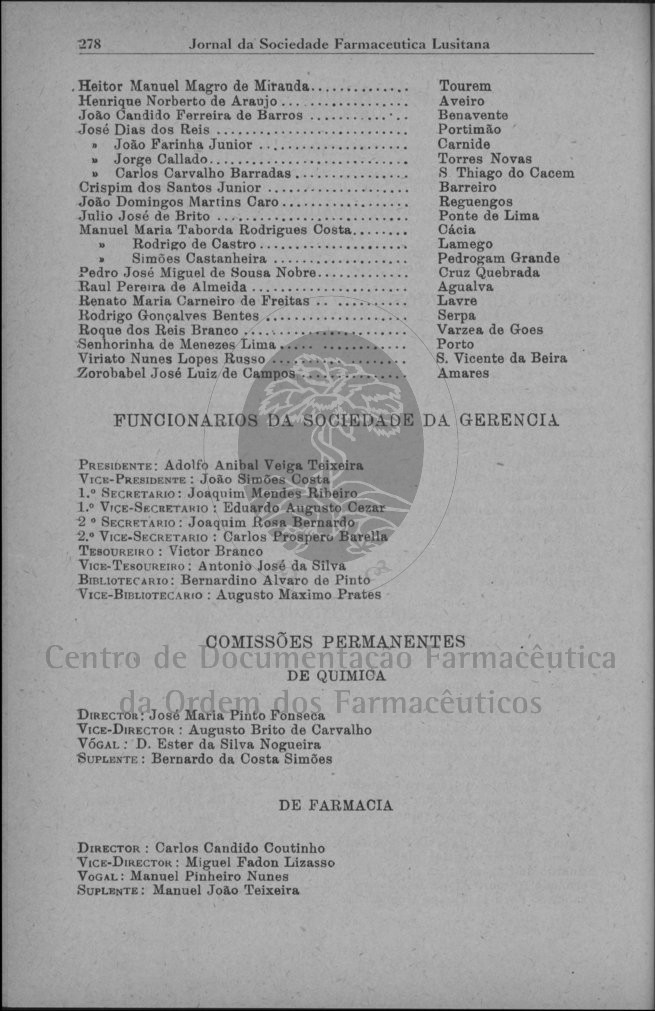 278 Jornal da Sociedade Farmaceutica Lusitana
Heitor Manuel Magro de Miranda.............. Tourem
Henrique Norberto de Araujo .................. Aveiro
João Candido Ferreira de Barros .............. Benavente
José Dias dos Reis ........................... Portimão
» João Farinha Junior ..................... Carnide
» Jorge Callado............................ Torres Novas
» Carlos Carvalho Barradas................ S Thiago do Cacem
Crispim dos Santos Junior .................... Barreiro
João Domingos Martins Caro.................. Reguengos
Julio José de Brito ........................... Ponte de Lima
Manuel Maria Taborda Rodrigues Costa........ Cácia
» Rodrigo de Castro..................... Lamego
» Simões Castanheira ................... Pedrogam Grande
Pedro José Miguel de Sousa Nobre............. Cruz Quebrada
Raul Pereira de Almeida ...................... Agualva
Renato Maria Carneiro de Freitas .. .......... Lavre
Rodrigo Gonçalves Bentes .................... Serpa
Roque dos Reis Branco ....................... Varzea de Goes
Senhorinha de Menezes Lima.................. Porto
Viriato Nunes Lopes Russo ................... S. Vicente da Beira
Zorobabel José Luiz de Campos ............... Amares
FUNCIONARIOS DA SOCIEDADE DA GERENCIA
PRESIDENTE: Adolfo Anibal Veiga Teixeira
VICE-PRESIDENTE : João Simões Costa
1.º SECRETARIO : Joaquim Mendes Ribeiro
1.º VICE-SECRETARIO : Eduardo Augusto Cezar
2 º SECRETARIO : Joaquim Rosa Bernardo
2.º VICE-SECRETARIO : Carlos Prospero Barella
TESOUREIRO : Victor Branco
VICE-TESOUREIRO : Antonio José da Silva
BIBLIOTECARIO : Bernardino Alvaro de Pinto
VICE-BIBLIOTECARIO : Augusto Maximo Prates
COMISSÕES PERMANENTES
Centro de Documentação Farmacêutica
DE QUIMICA
da Ordem dos Farmacêuticos
DIRECTOR: José Maria Pinto Fonseca
VICE-DIRECTOR : Augusto Brito de Carvalho
VÓGAL : D. Ester da Silva Nogueira
SUPLENTE : Bernardo da Costa Simões
DE FARMACIA
DIRECTOR : Carlos Candido Coutinho
VICE-DIRECTOR : Miguel Fadon Lizasso
VOGAL : Manuel Pinheiro Nunes
SUPLENTE : Manuel João Teixeira